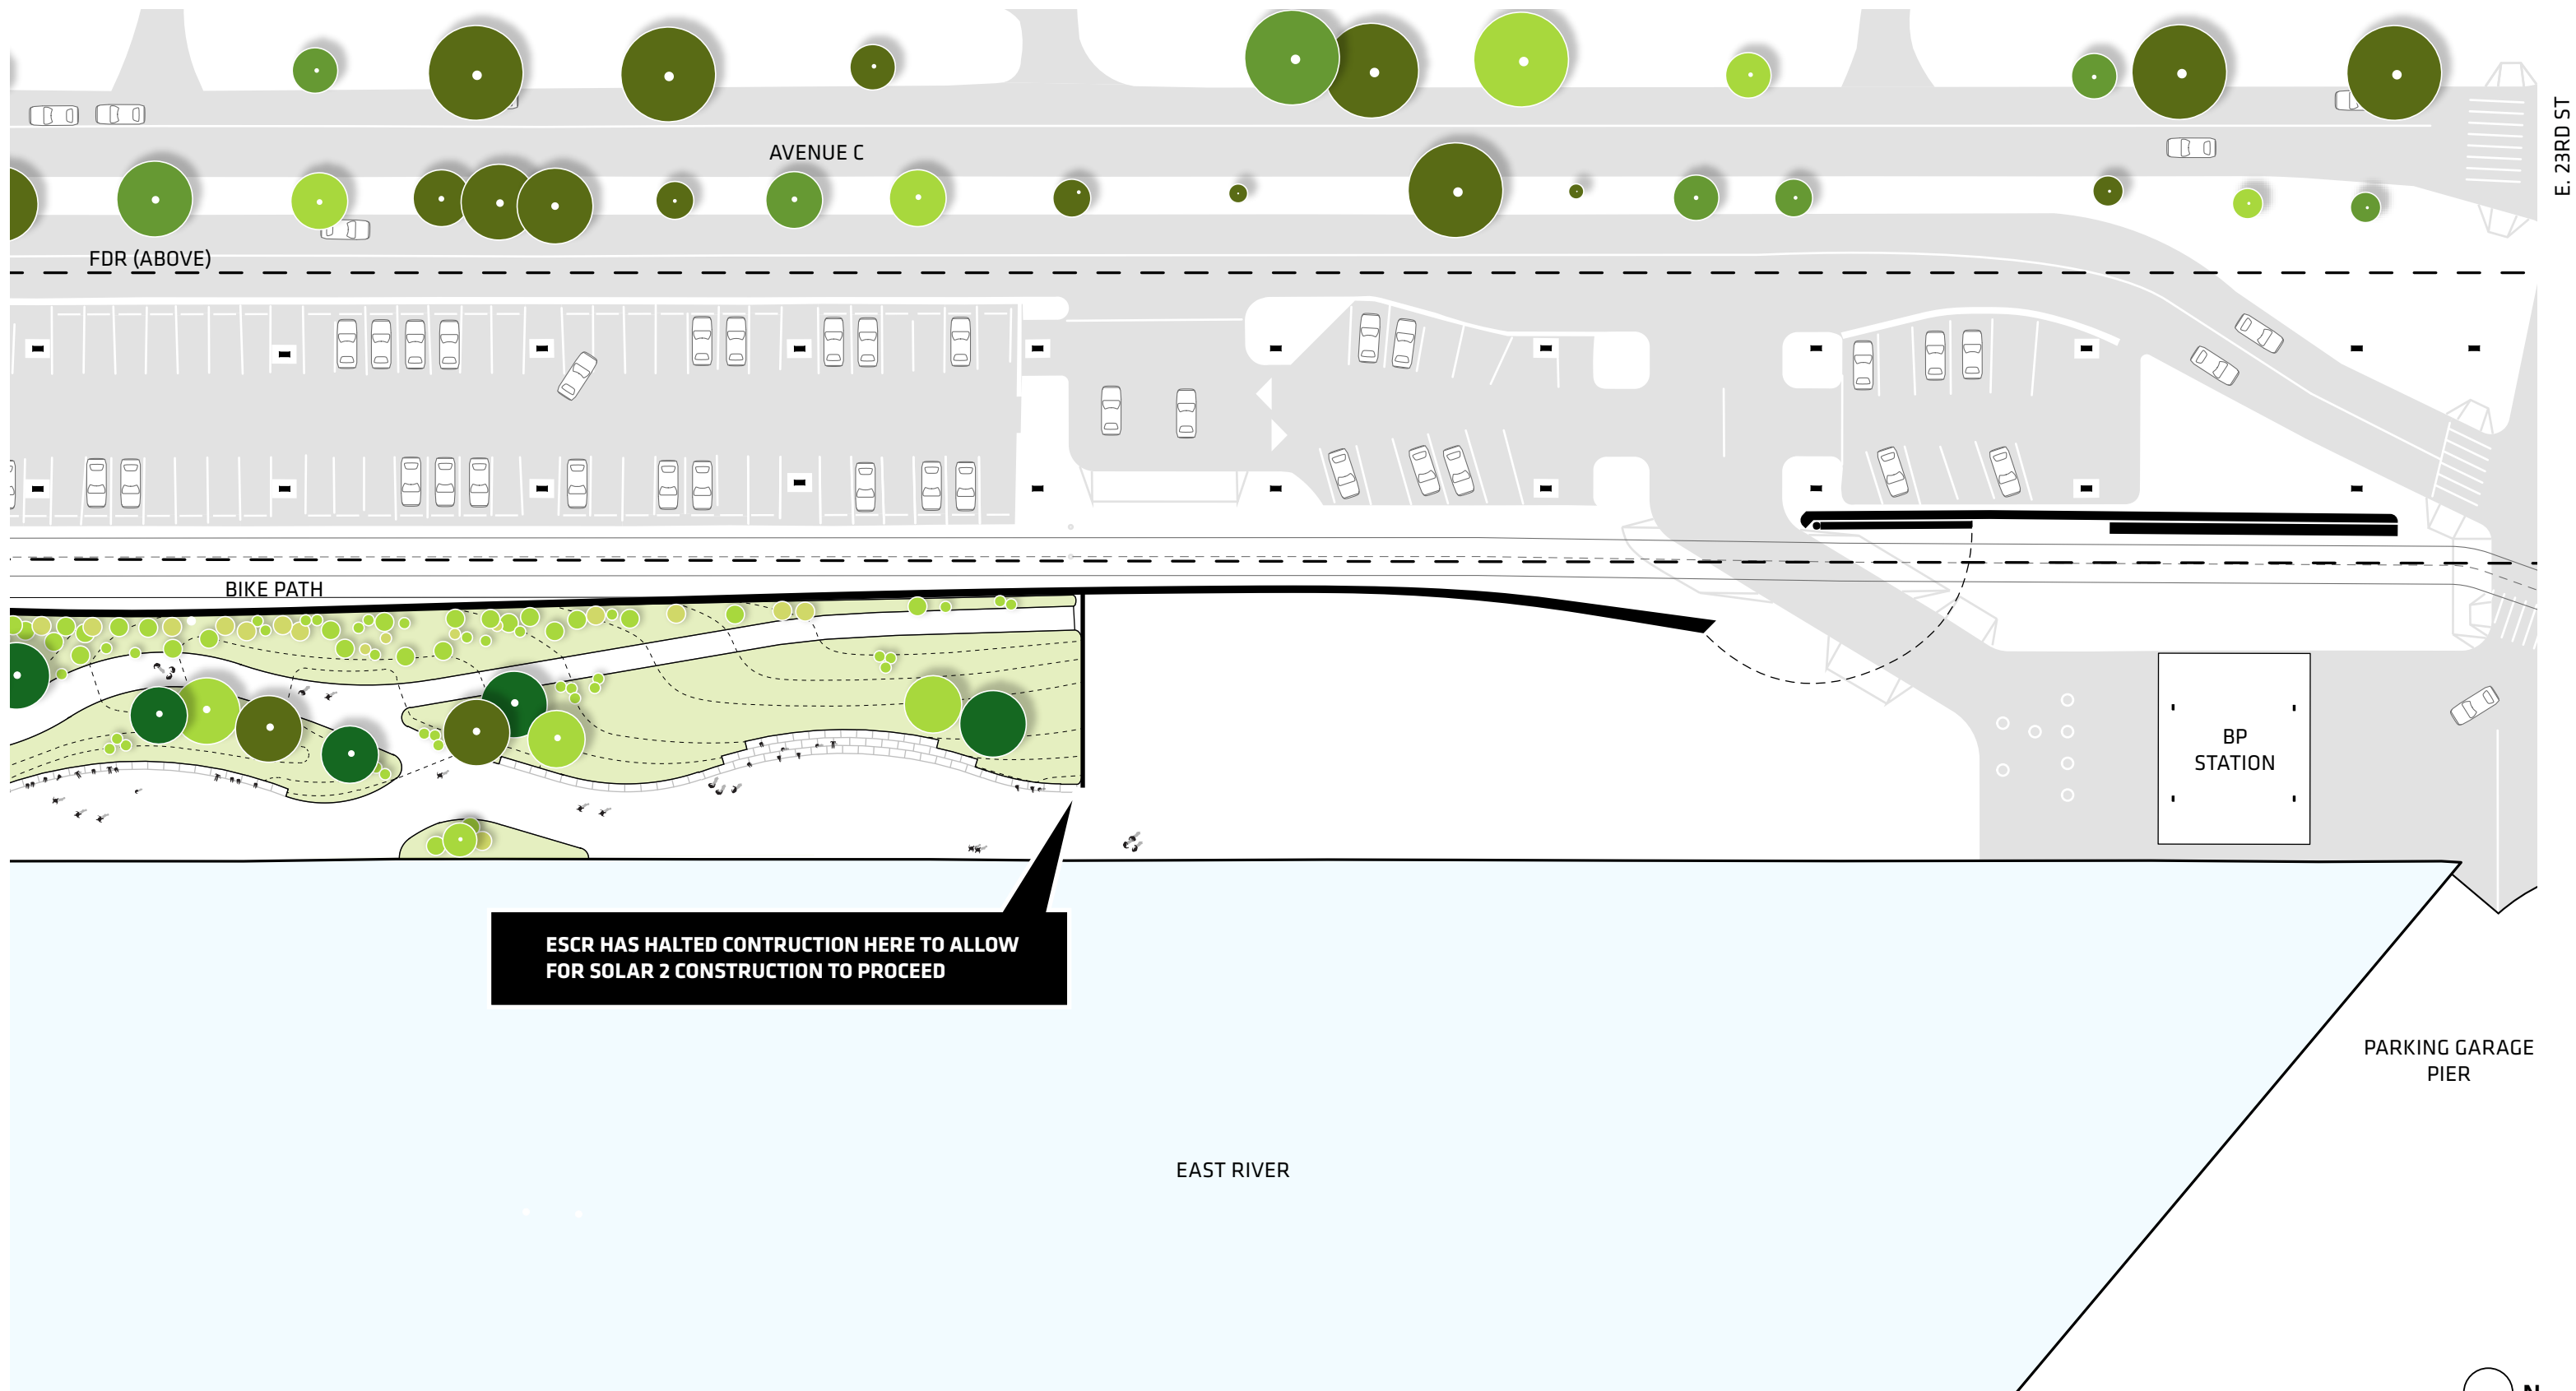 AVENUE C
E. 23RD ST
FDR (ABOVE)
BIKE PATH
BP
STATION
ESCR HAS HALTED CONTRUCTION HERE TO ALLOW
FOR SOLAR 2 CONSTRUCTION TO PROCEED
PARKING GARAGE
PIER
EAST RIVER